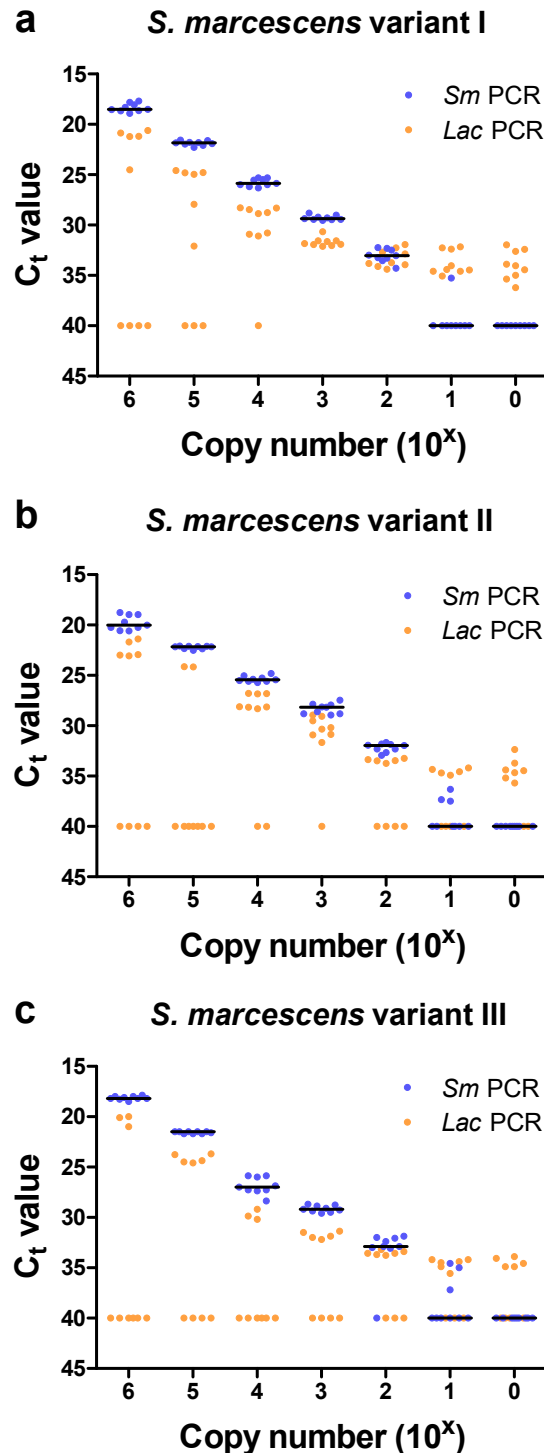 a S. marcescens variant I
15
20
25
30
35
40
45
Ct value
Sm PCR
Lac PCR
6 5 4 3 2 1 0
Copy number (10^x)
b S. marcescens variant II
15
20
25
30
35
40
45
Ct value
Sm PCR
Lac PCR
6 5 4 3 2 1 0
Copy number (10^x)
c S. marcescens variant III
15
20
25
30
35
40
45
Ct value
Sm PCR
Lac PCR
6 5 4 3 2 1 0
Copy number (10^x)